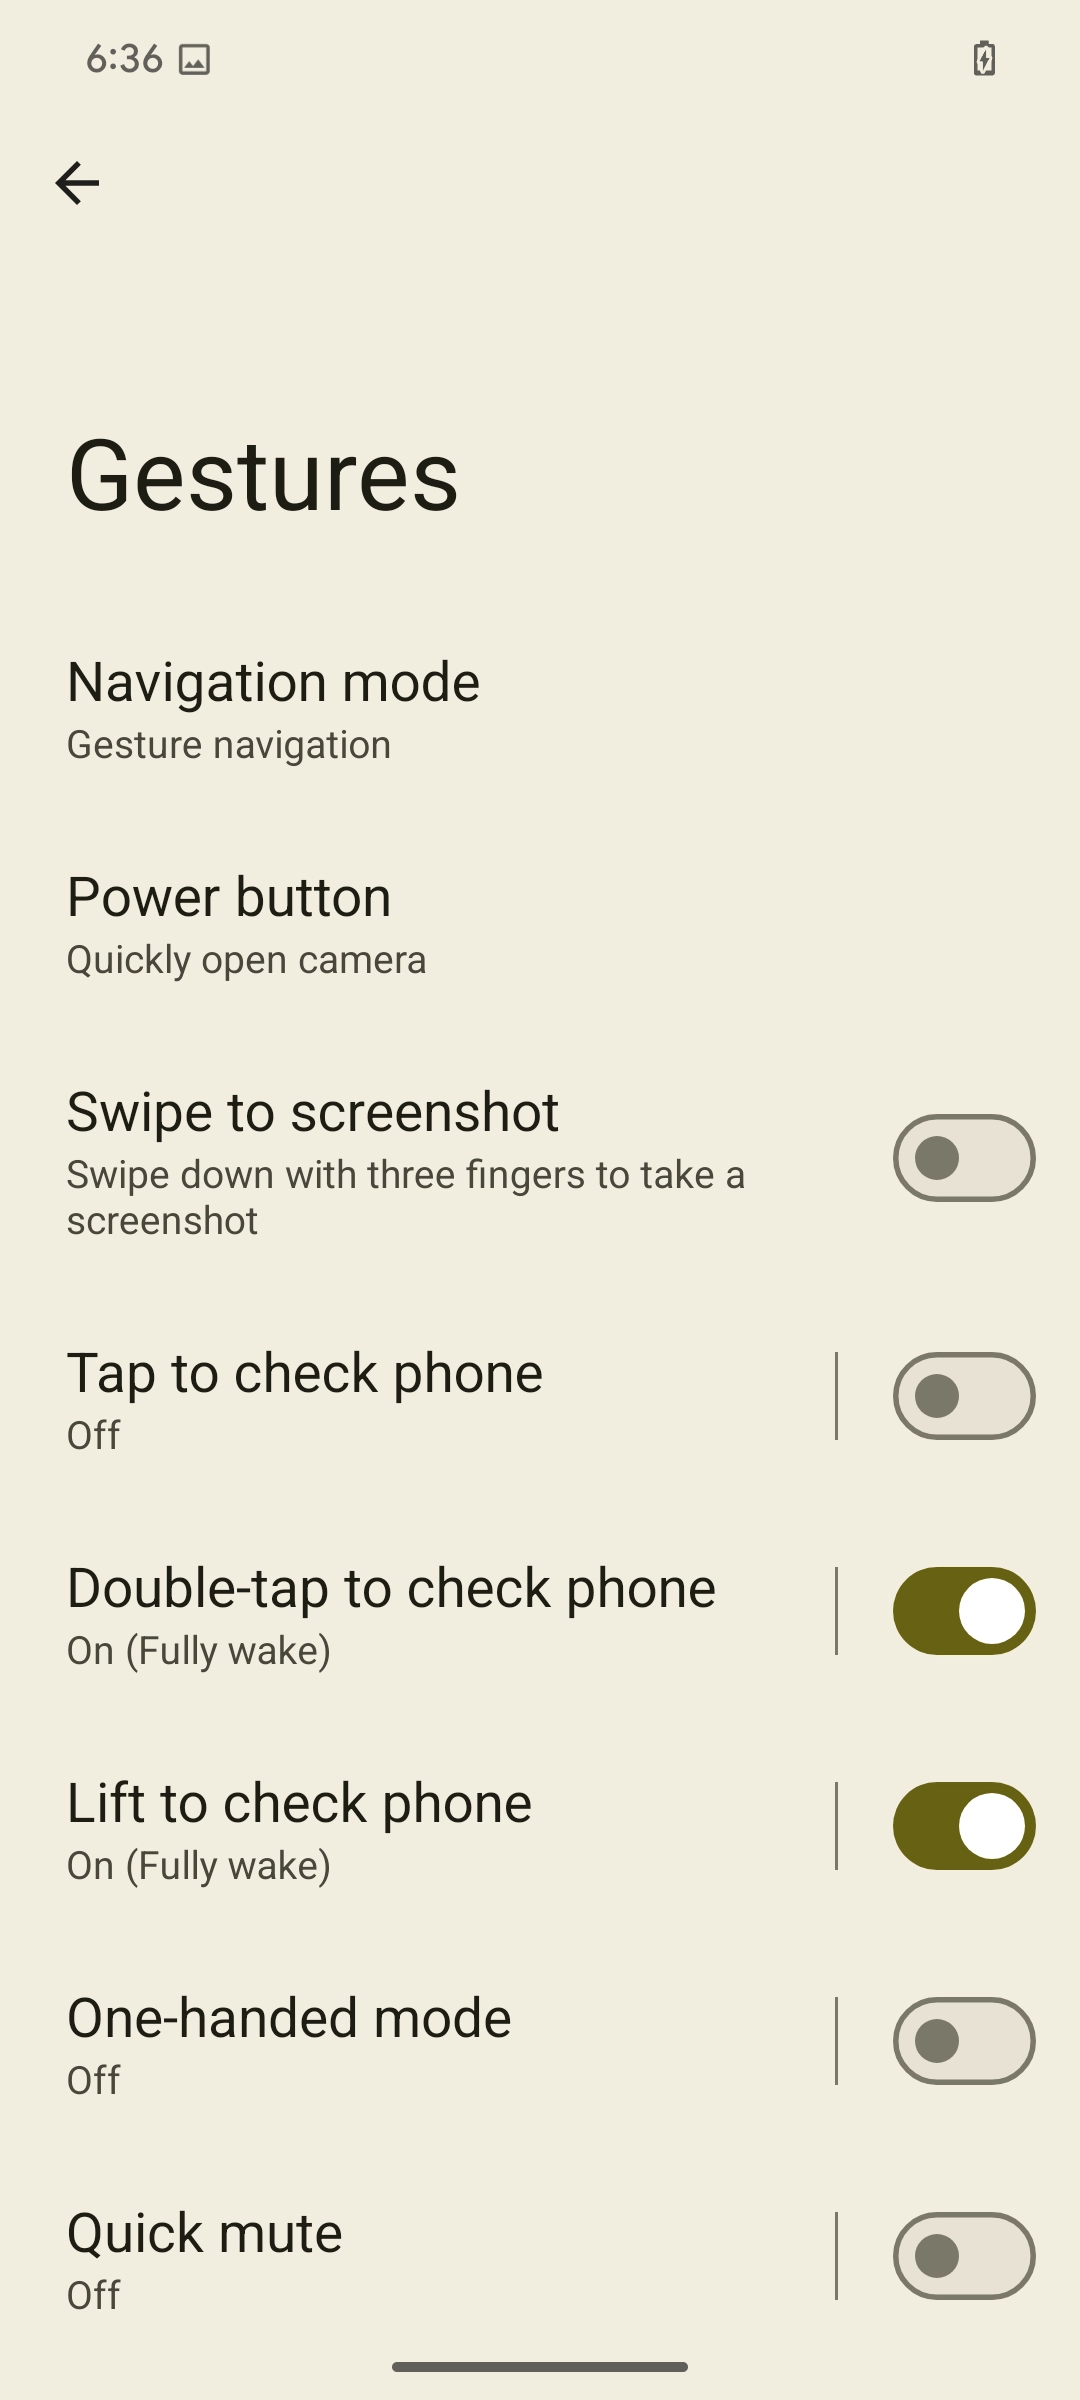 6:36
Gestures
Navigation mode
Gesture navigation
Power button
Quickly open camera
Swipe to screenshot
Swipe down with three fingers to take a
screenshot
Tap to check phone
Off
Double-tap to check phone
On (Fully wake)
Lift to check phone
On (Fully wake)
One-handed mode
Off
Quick mute
Off